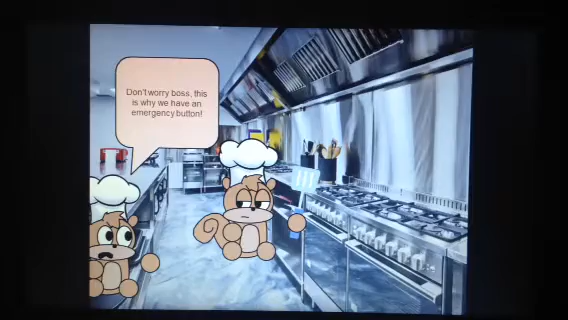 Don't worry boss, this
is why we have an
emergency button!